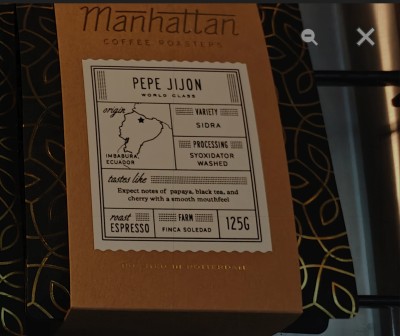 Manhattan
COFFEE ROASTERS
PEPE JIJON
WORLD CLASS
origin
IMBABURA,
ECUADOR
VARIETY
SIDRA
PROCESSING
SYOXIDATOR
WASHED
tastes like
Expect notes of papaya, black tea, and
cherry with a smooth mouthfeel
roast
ESPRESSO
FARM
FINCA SOLEDAD
125G